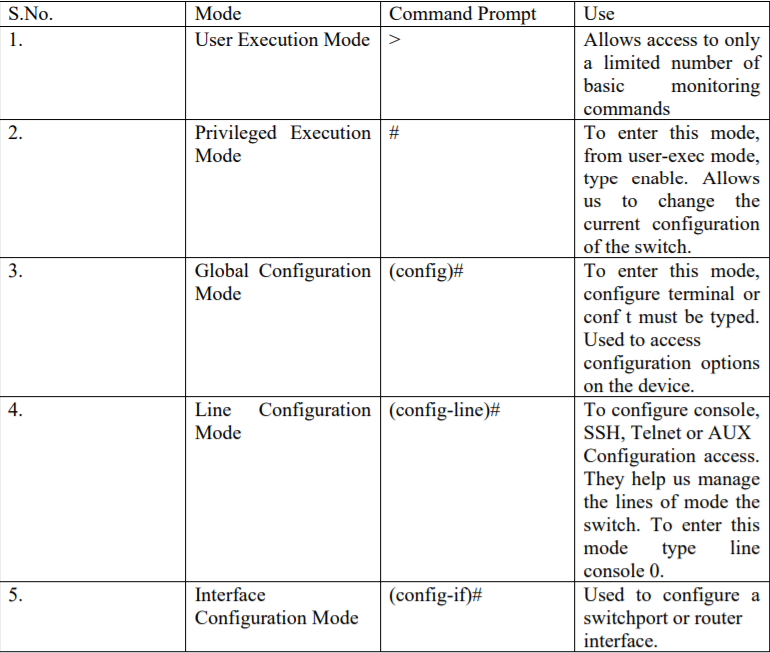 S.No. Mode Command Prompt Use
1. User Execution Mode > Allows access to only
a limited number of
basic monitoring
commands
2. Privileged Execution # To enter this mode,
Mode from user-exec mode,
type enable. Allows
us to change the
current configuration
of the switch.
3. Global Configuration (config)# To enter this mode,
Mode configure terminal or
conf t must be typed.
Used to access
configuration options
on the device.
4. Line Configuration (config-line)# To configure console,
Mode SSH, Telnet or AUX
Configuration access.
They help us manage
the lines of mode the
switch. To enter this
mode type line
console 0.
5. Interface (config-if)# Used to configure a
Configuration Mode switchport or router
interface.